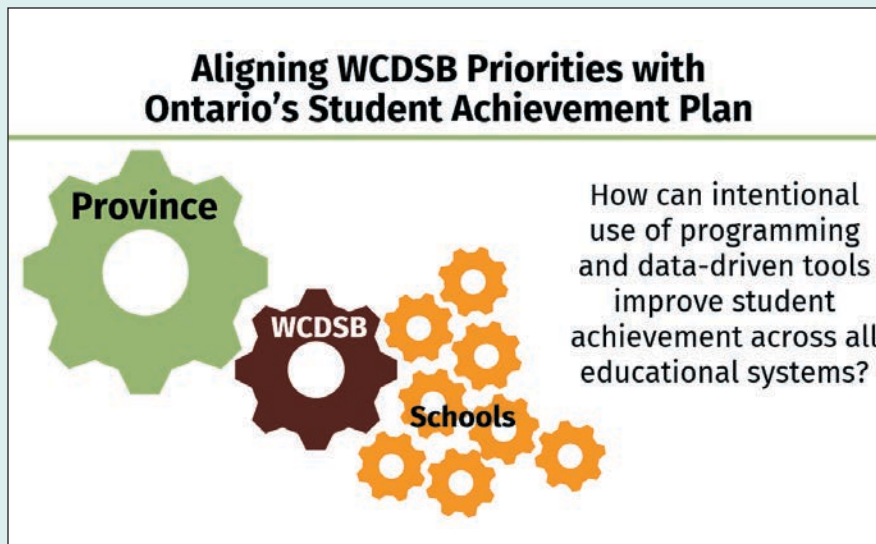 Aligning WCDSB Priorities with
Ontario's Student Achievement Plan
Province
WCDSB
Schools
How can intentional
use of programming
and data-driven tools
improve student
achievement across all
educational systems?